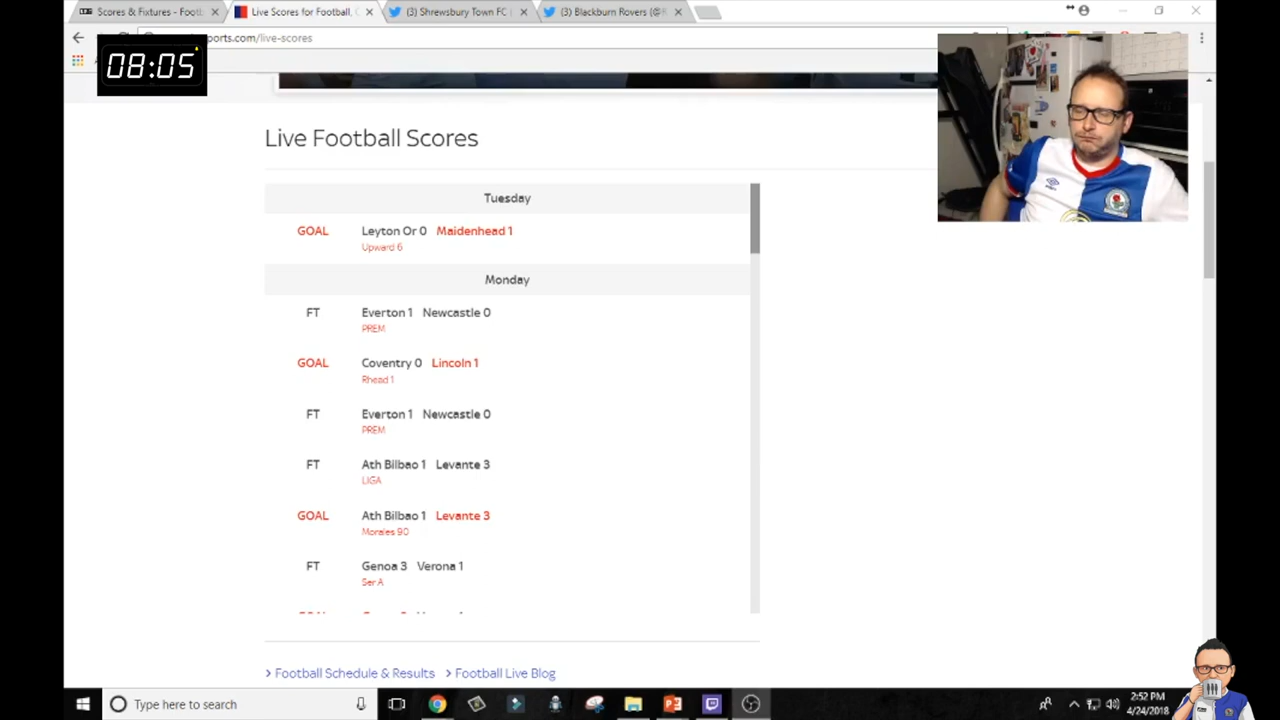 Scores & Fixtures - Footb
Live Scores for Football, C
(3) Shrewsbury Town FC (
(3) Blackburn Rovers (@R
ports.com/live-scores
08:05
Live Football Scores
Tuesday
GOAL Leyton Or 0 Maidenhead 1
Upward 6
Monday
FT Everton 1 Newcastle 0
PREM
GOAL Coventry 0 Lincoln 1
Rhead 1
FT Everton 1 Newcastle 0
PREM
FT Ath Bilbao 1 Levante 3
LIGA
GOAL Ath Bilbao 1 Levante 3
Morales 90
FT Genoa 3 Verona 1
Ser A
> Football Schedule & Results > Football Live Blog
Type here to search
2:52 PM
4/24/2018